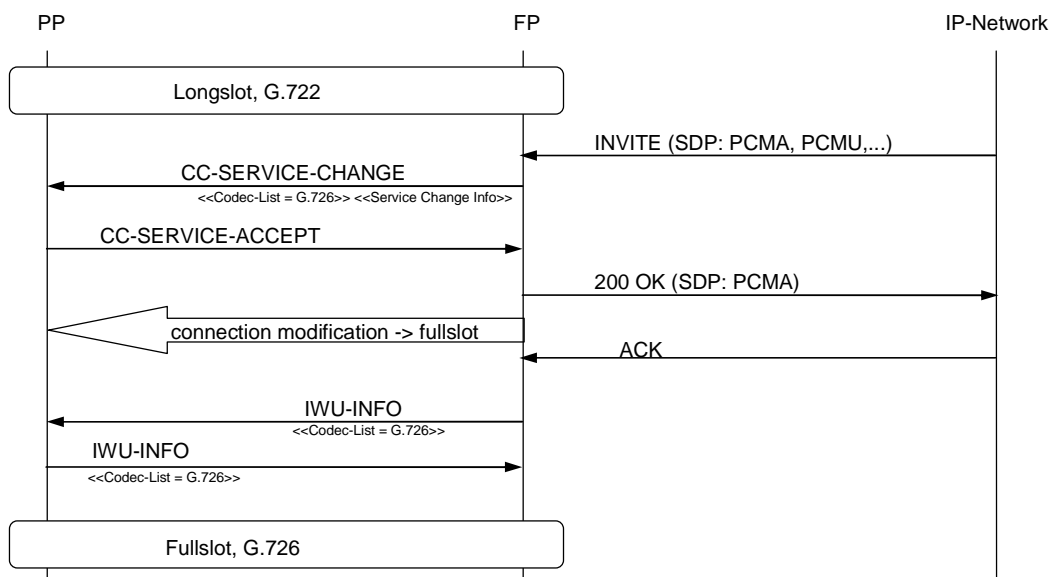 PP FP IP-Network
Longslot, G.722
INVITE (SDP: PCMA, PCMU,...)
CC-SERVICE-CHANGE
<<Codec-List = G.726>> <<Service Change Info>>
CC-SERVICE-ACCEPT
200 OK (SDP: PCMA)
connection modification -> fullslot
ACK
IWU-INFO
<<Codec-List = G.726>>
IWU-INFO
<<Codec-List = G.726>>
Fullslot, G.726